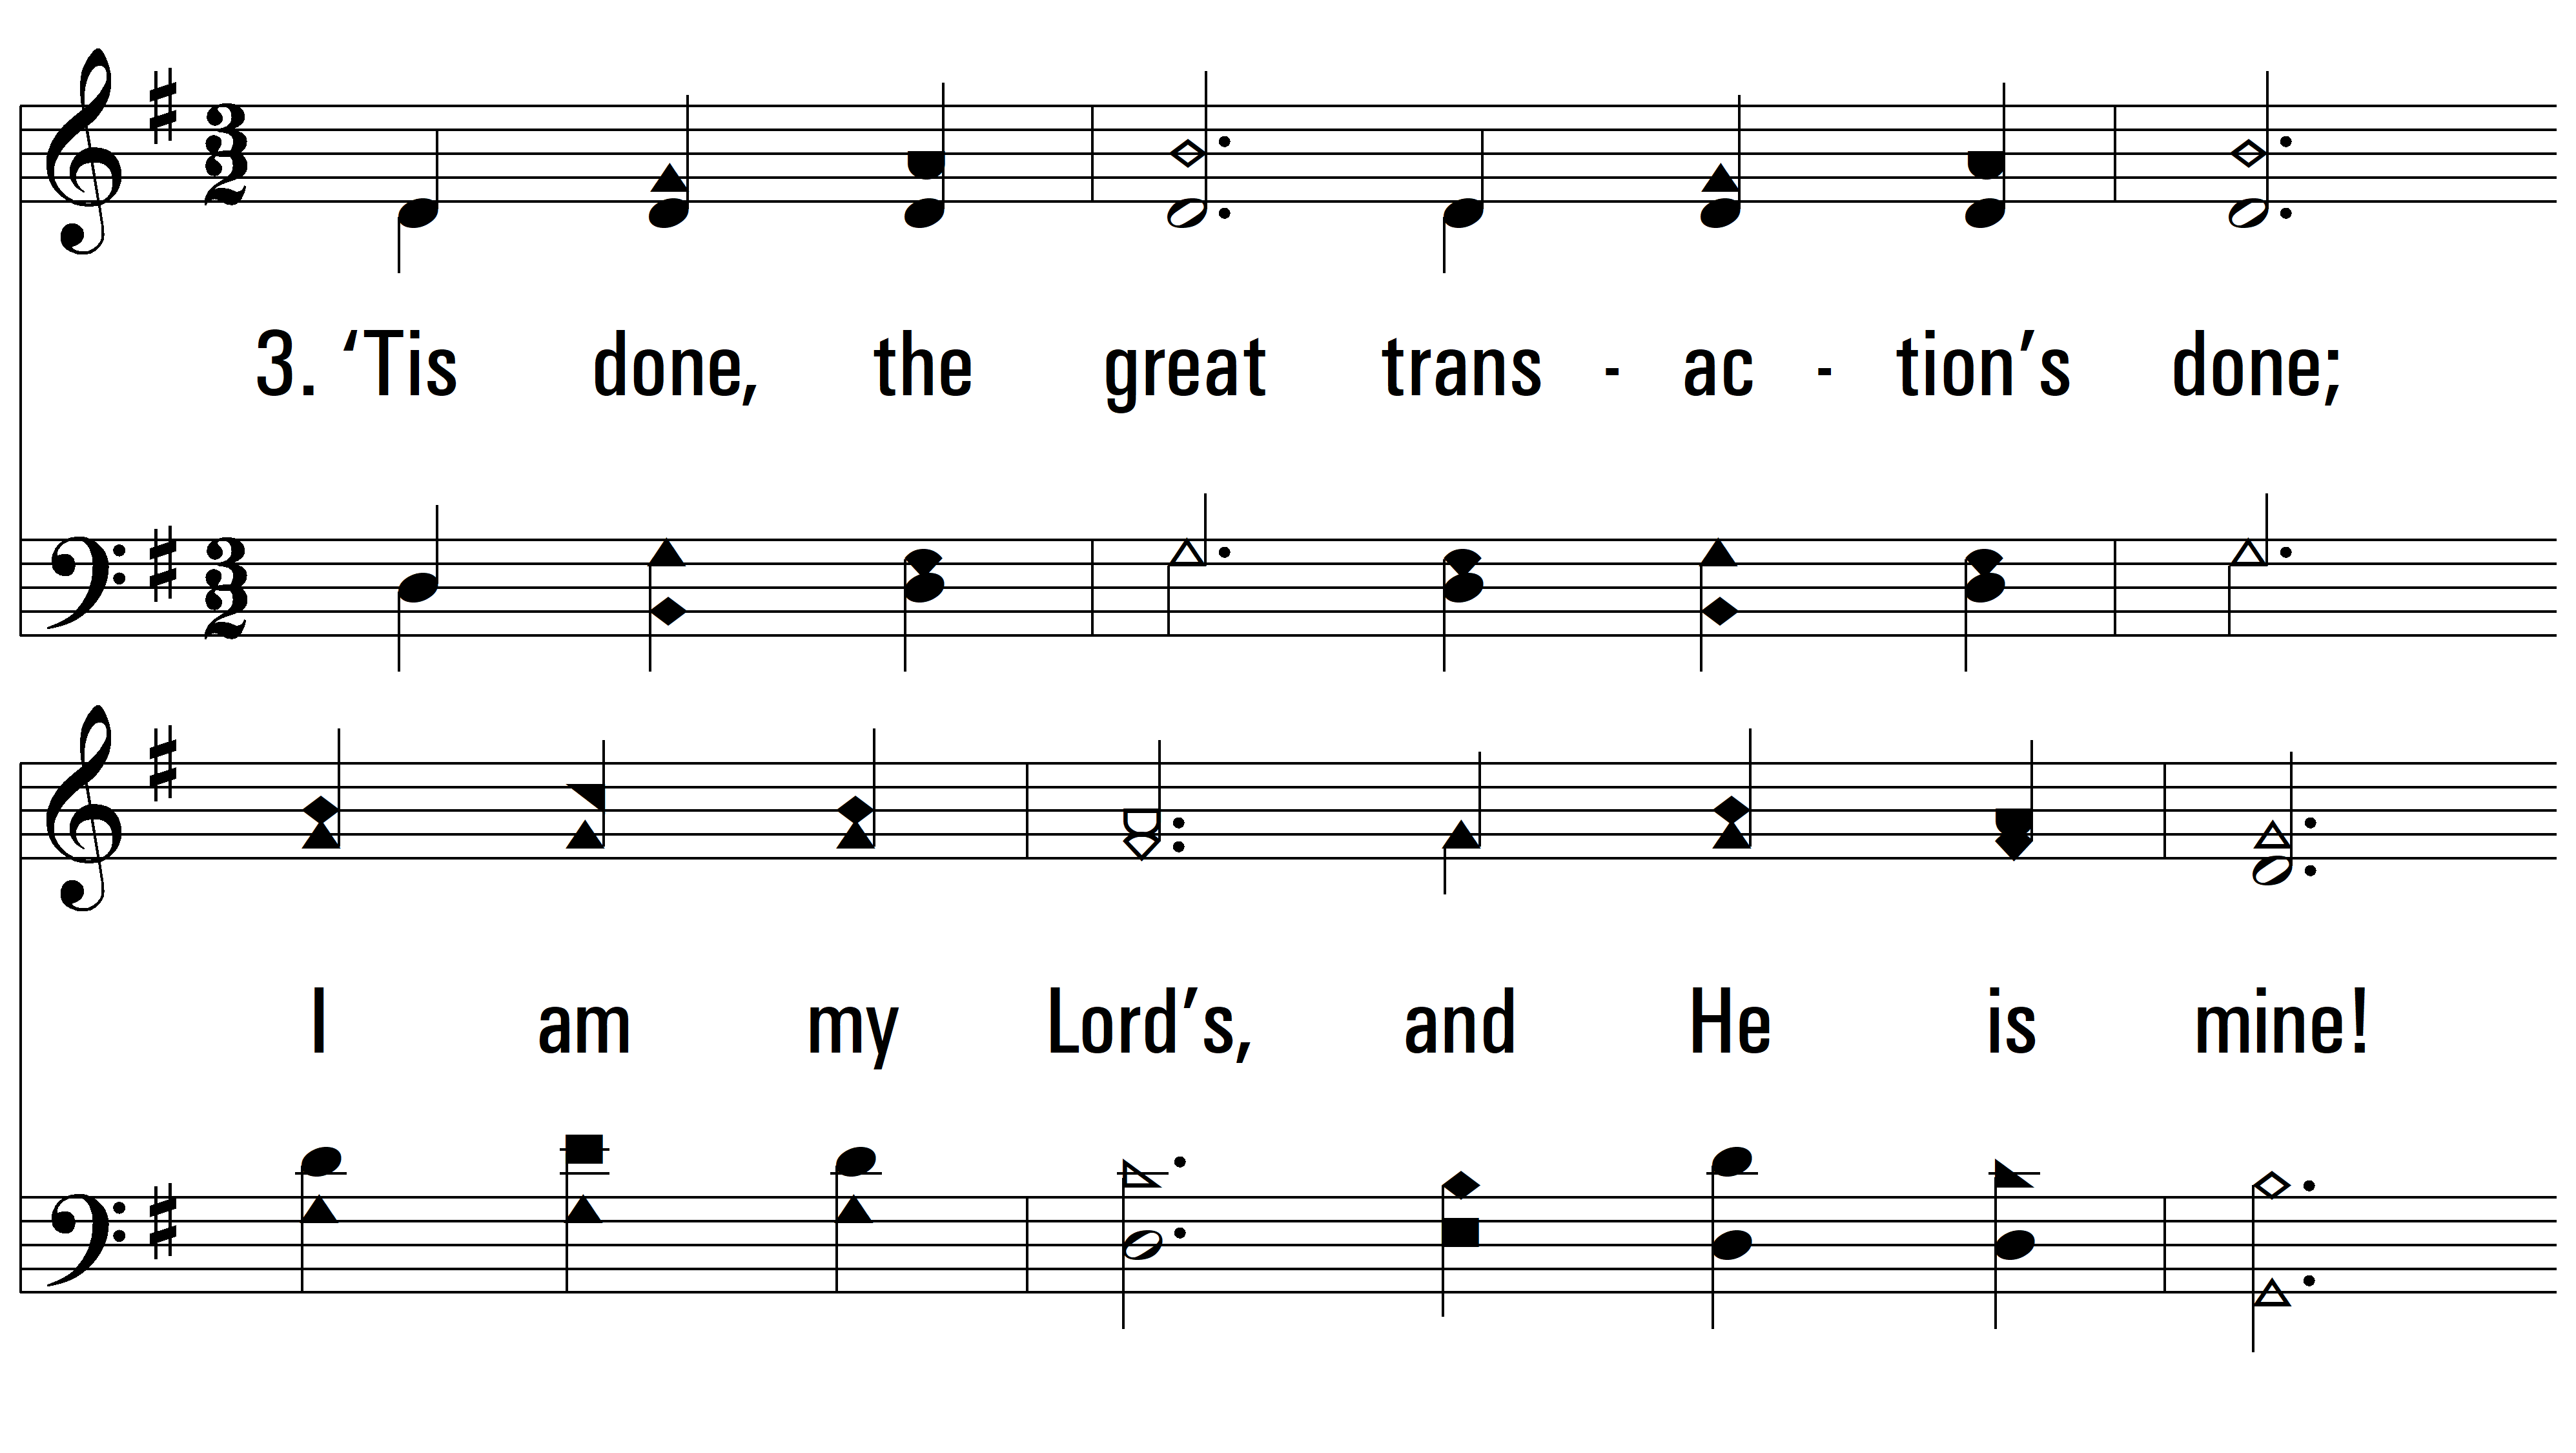 3. ‘Tis done, the great trans - ac - tion’s done;
I am my Lord’s, and He is mine!